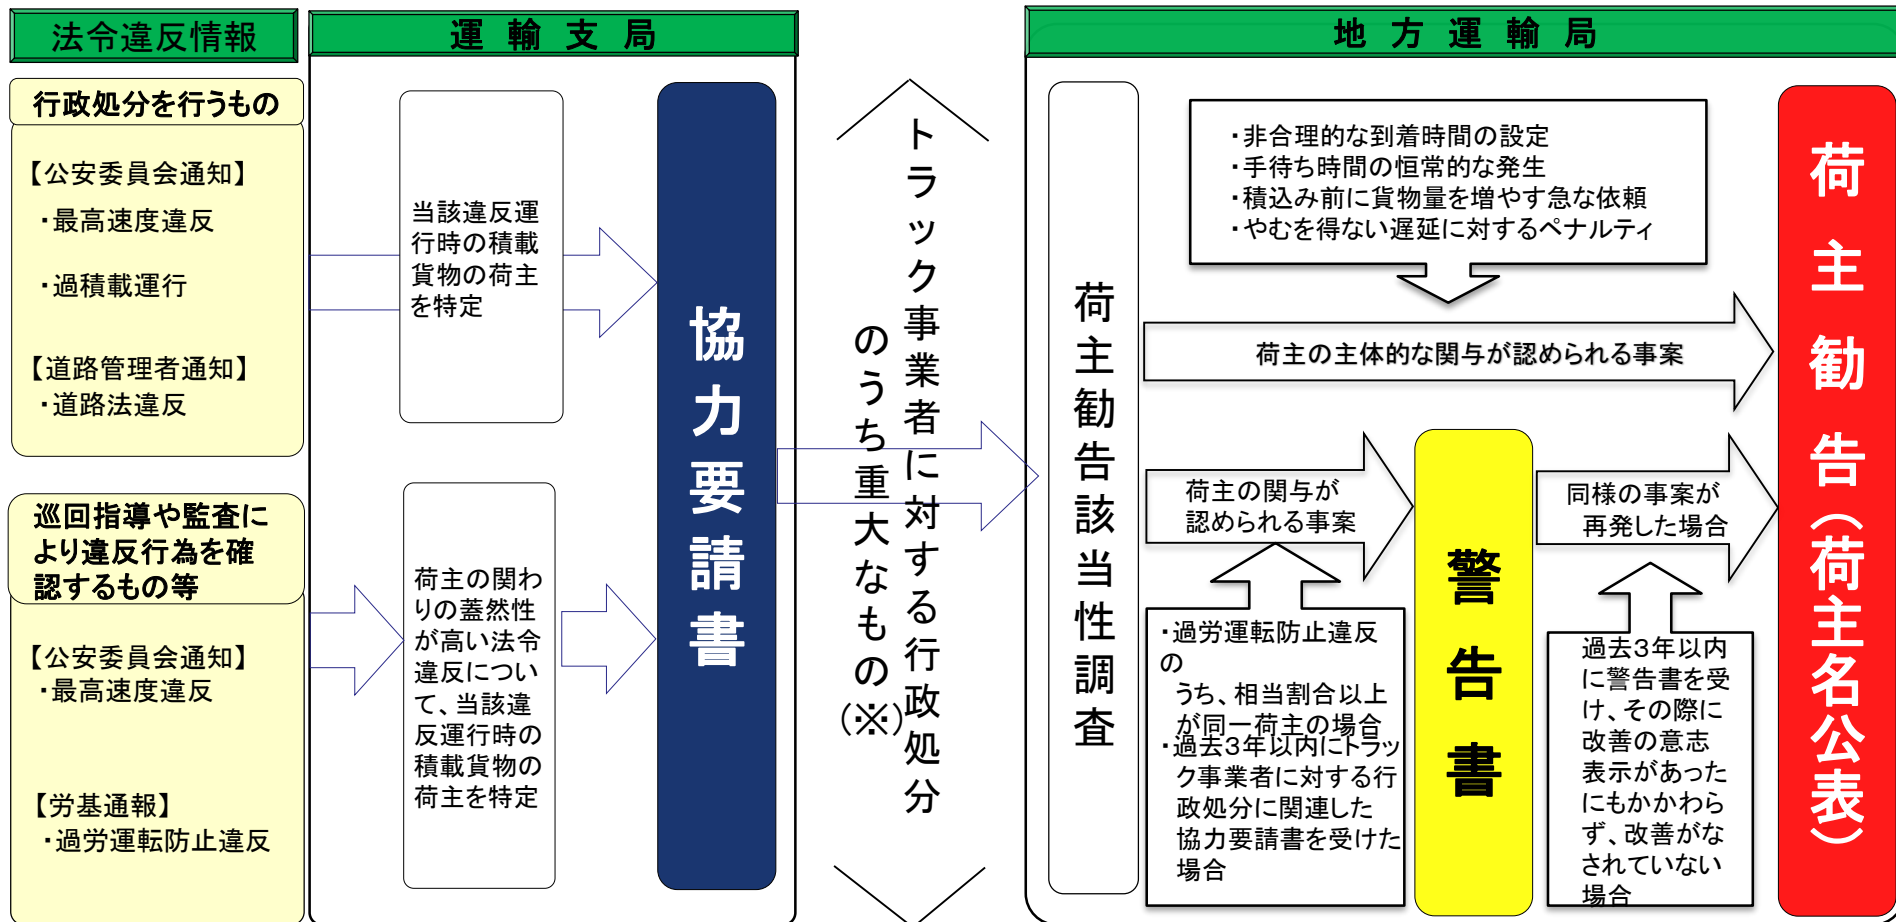 法令違反情報
運輸支局
地方運輸局
行政処分を行うもの
【公安委員会通知】
・最高速度違反
・過積載運行
【道路管理者通知】
・道路法違反
巡回指導や監査に
より違反行為を確
認するもの等
【公安委員会通知】
・最高速度違反
【労基通報】
・過労運転防止違反
当該違反運
行時の積載
貨物の荷主
を特定
荷主の関わ
りの蓋然性
が高い法令
違反につい
て、当該違
反運行時の
積載貨物の
荷主を特定
協力要請書
トラック事業者に対する行政処分
のうち重大なもの(※)
荷主勧告該当性調査
・非合理的な到着時間の設定
・手待ち時間の恒常的な発生
・積込み前に貨物量を増やす急な依頼
・やむを得ない遅延に対するペナルティ
荷主の主体的な関与が認められる事案
荷主の関与が
認められる事案
・過労運転防止違反
の
うち、相当割合以上
が同一荷主の場合
・過去3年以内にトラッ
ク事業者に対する行
政処分に関連した
協力要請書を受けた
場合
警告書
同様の事案が
再発した場合
過去3年以内
に警告書を受
け、その際に
改善の意志
表示があった
にもかかわら
ず、改善がな
されていない
場合
荷主勧告(荷主名公表)